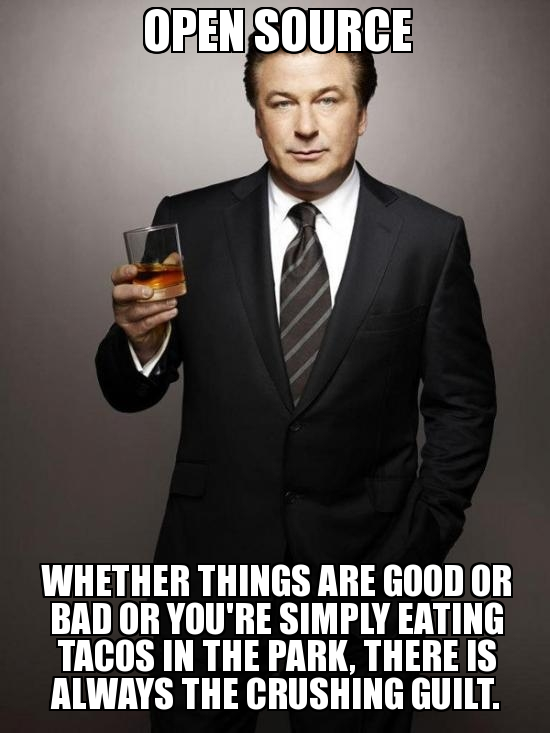 OPEN SOURCE
WHETHER THINGS ARE GOOD OR
BAD OR YOU'RE SIMPLY EATING
TACOS IN THE PARK, THERE IS
ALWAYS THE CRUSHING GUILT.